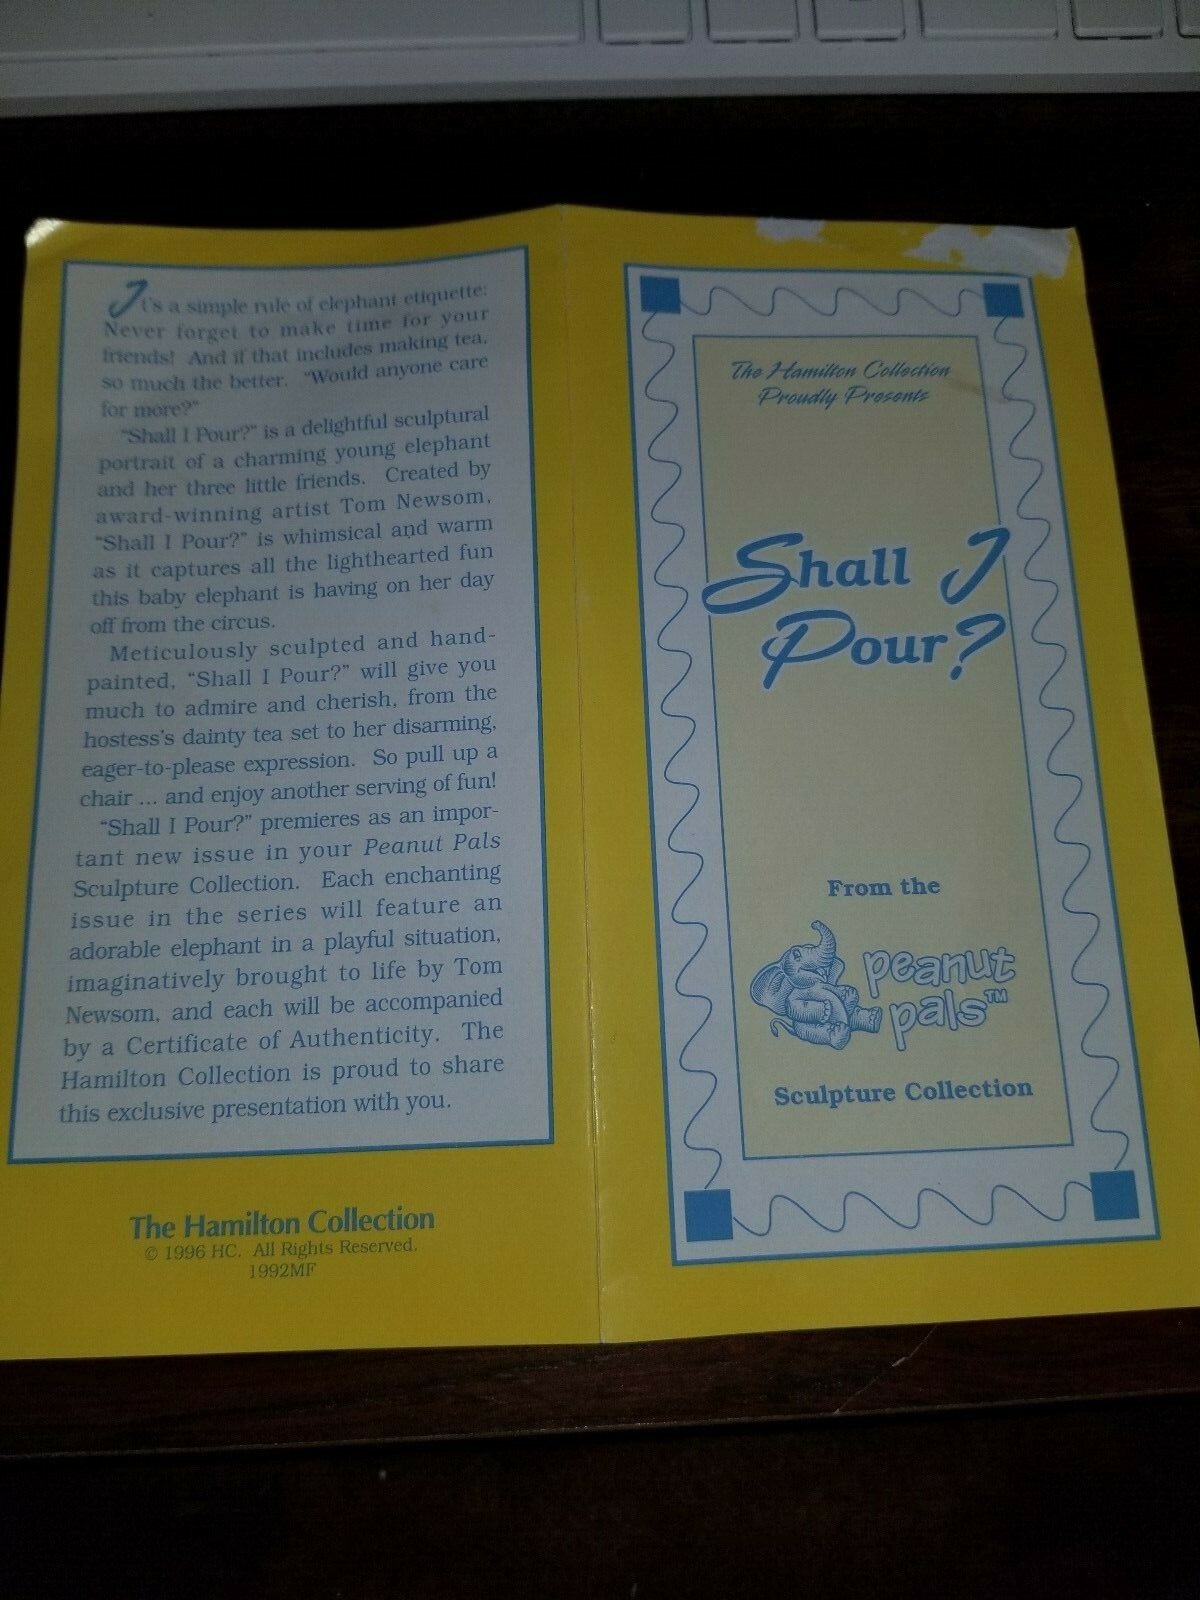 It's a simple rule of elephant etiquette:
Never forget to make time for your
friends! And if that includes making tea,
so much the better. "Would anyone care
for more?"
"Shall I Pour?" is a delightful sculptural
portrait of a charming young elephant
and her three little friends. Created by
award-winning artist Tom Newsom,
"Shall I Pour?" is whimsical and warm
as it captures all the lighthearted fun
this baby elephant is having on her day
off from the circus.
Meticulously sculpted and hand-
painted, "Shall I Pour?" will give you
much to admire and cherish, from the
hostess's dainty tea set to her disarming,
eager-to-please expression. So pull up a
chair ... and enjoy another serving of fun!
"Shall I Pour?" premieres as an impor-
tant new issue in your Peanut Pals
Sculpture Collection. Each enchanting
issue in the series will feature an
adorable elephant in a playful situation,
imaginatively brought to life by Tom
Newsom, and each will be accompanied
by a Certificate of Authenticity. The
Hamilton Collection is proud to share
this exclusive presentation with you.
The Hamilton Collection
© 1996 HC. All Rights Reserved.
1992MF
The Hamilton Collection
Proudly Presents
Shall I
Pour?
From the
peanut
pals™
Sculpture Collection